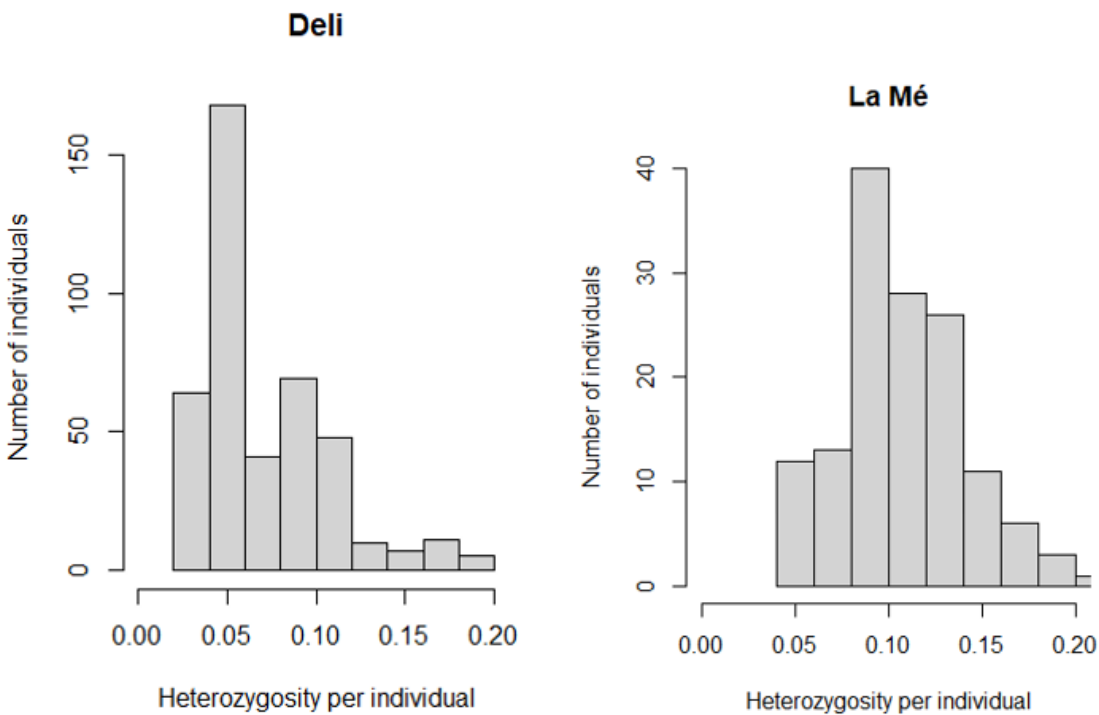 Deli
150
100
50
0
Number of individuals
0.00 0.05 0.10 0.15 0.20
Heterozygosity per individual
La Mé
40
30
20
10
0
Number of individuals
0.00 0.05 0.10 0.15 0.20
Heterozygosity per individual